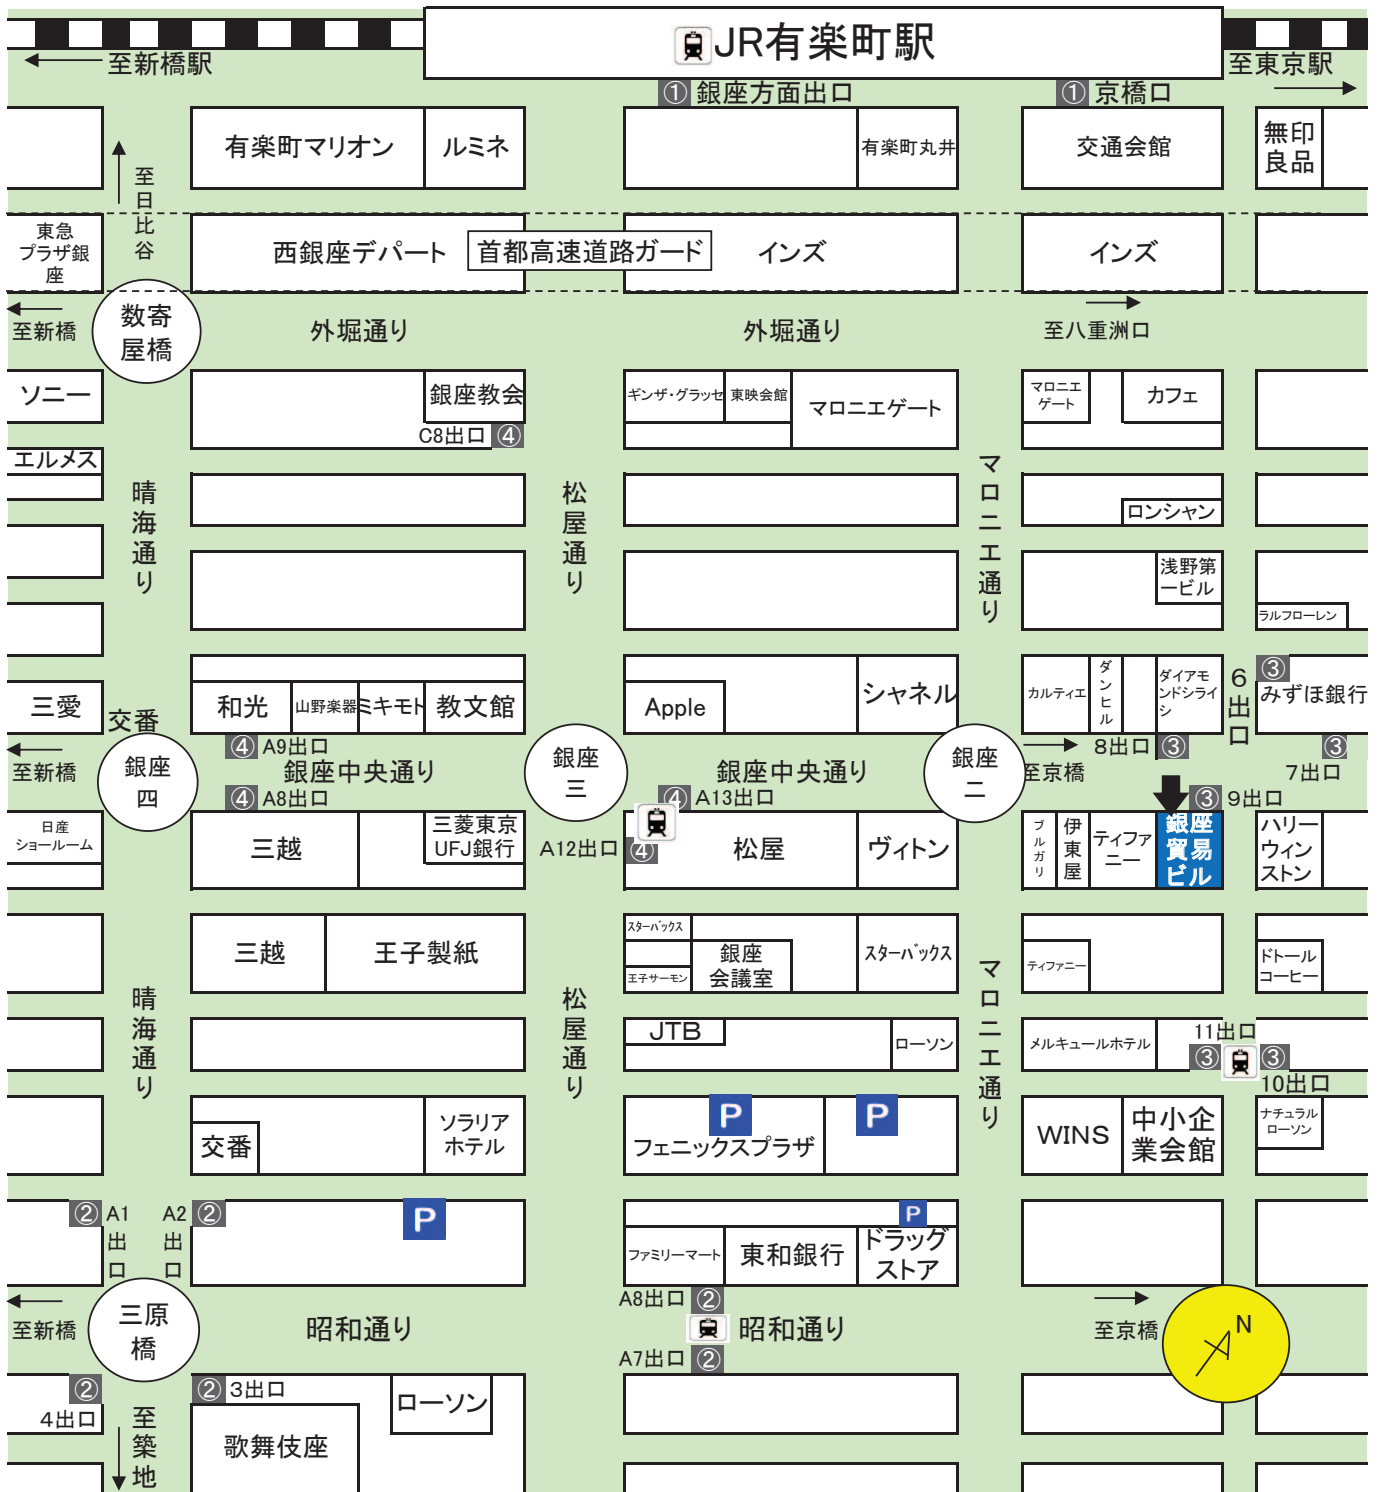 JR有楽町駅
至新橋駅
至東京駅
① 銀座方面出口
① 京橋口
有楽町マリオン
ルミネ
有楽町丸井
交通会館
無印
良品
至日比谷
東急
プラザ銀
座
西銀座デパート
首都高速道路ガード
インズ
インズ
数寄
屋橋
至新橋
外堀通り
外堀通り
至八重洲口
ソニー
銀座教会
C8出口 ④
ギンザ・グラッセ
東映会館
マロニエゲート
マロニエ
ゲート
カフェ
エルメス
晴海通り
松屋通り
マロニエ通り
ロンシャン
浅野第
一ビル
ラルフローレン
三愛
交番
和光
山野楽器
ミキモト
教文館
Apple
シャネル
カルティエ
ダンヒル
ダイアモ
ンドシライ
シ
6出口
③
みずほ銀行
④ A9出口
8出口 ③
③
7出口
至新橋
銀座
四
銀座中央通り
銀座
三
銀座中央通り
銀座
二
至京橋
④ A8出口
④ A13出口
③ 9出口
日産
ショールーム
三越
三菱東京
UFJ銀行
A12出口 ④
松屋
ヴィトン
ブルガリ
伊東屋
ティファ
ニー
銀座
貿易
ビル
ハリー
ウィン
ストン
三越
王子製紙
スターバックス
王子サーモン
銀座
会議室
スターバックス
ティファニー
ドトール
コーヒー
晴海通り
松屋通り
マロニエ通り
JTB
ローソン
メルキュールホテル
11出口
③
③
10出口
交番
ソラリア
ホテル
P
フェニックスプラザ
P
WINS
中小企
業会館
ナチュラル
ローソン
② A1出口
A2出口 ②
P
P
ファミリーマート
東和銀行
ドラッグ
ストア
A8出口 ②
至新橋
三原
橋
昭和通り
昭和通り
至京橋
N
A7出口 ②
②
4出口
② 3出口
ローソン
至築地
歌舞伎座